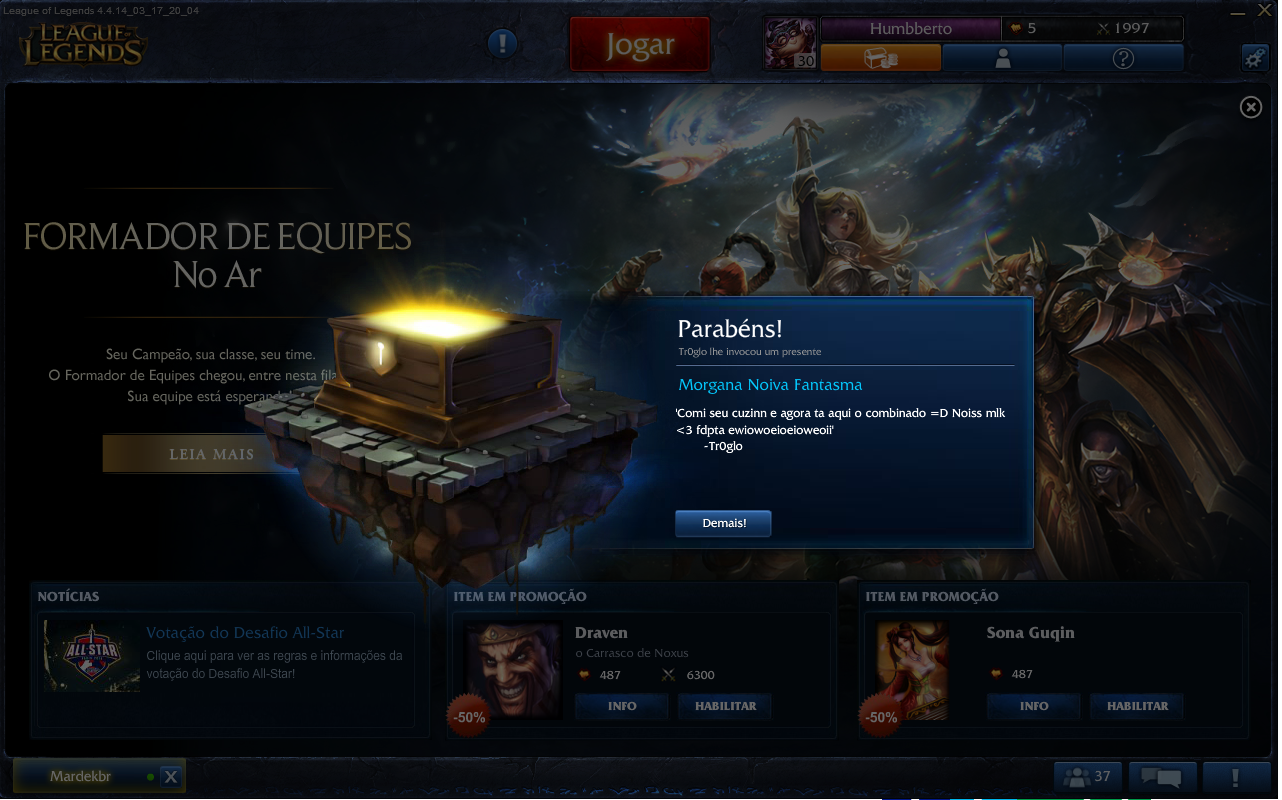 League of Legends 4.4.14_03_17_20_04
LEAGUE of LEGENDS
Jogar
Humbberto
5
1997
30
FORMADOR DE EQUIPES
No Ar
Seu Campeão, sua classe, seu time.
O Formador de Equipes chegou, entre nesta fila
Sua equipe está esperando
LEIA MAIS
Parabéns!
Tr0glo lhe invocou um presente
Morgana Noiva Fantasma
'Comi seu cuzinn e agora ta aqui o combinado =D Noiss mlk
<3 fdpta ewiowoeioeioweoii'
-Tr0glo
Demais!
NOTÍCIAS
ALL-STAR
Votação do Desafio All-Star
Clique aqui para ver as regras e informações da
votação do Desafio All-Star!
ITEM EM PROMOÇÃO
Draven
o Carrasco de Noxus
487
6300
-50%
INFO
HABILITAR
ITEM EM PROMOÇÃO
Sona Guqin
487
-50%
INFO
HABILITAR
Mardekbr
X
37